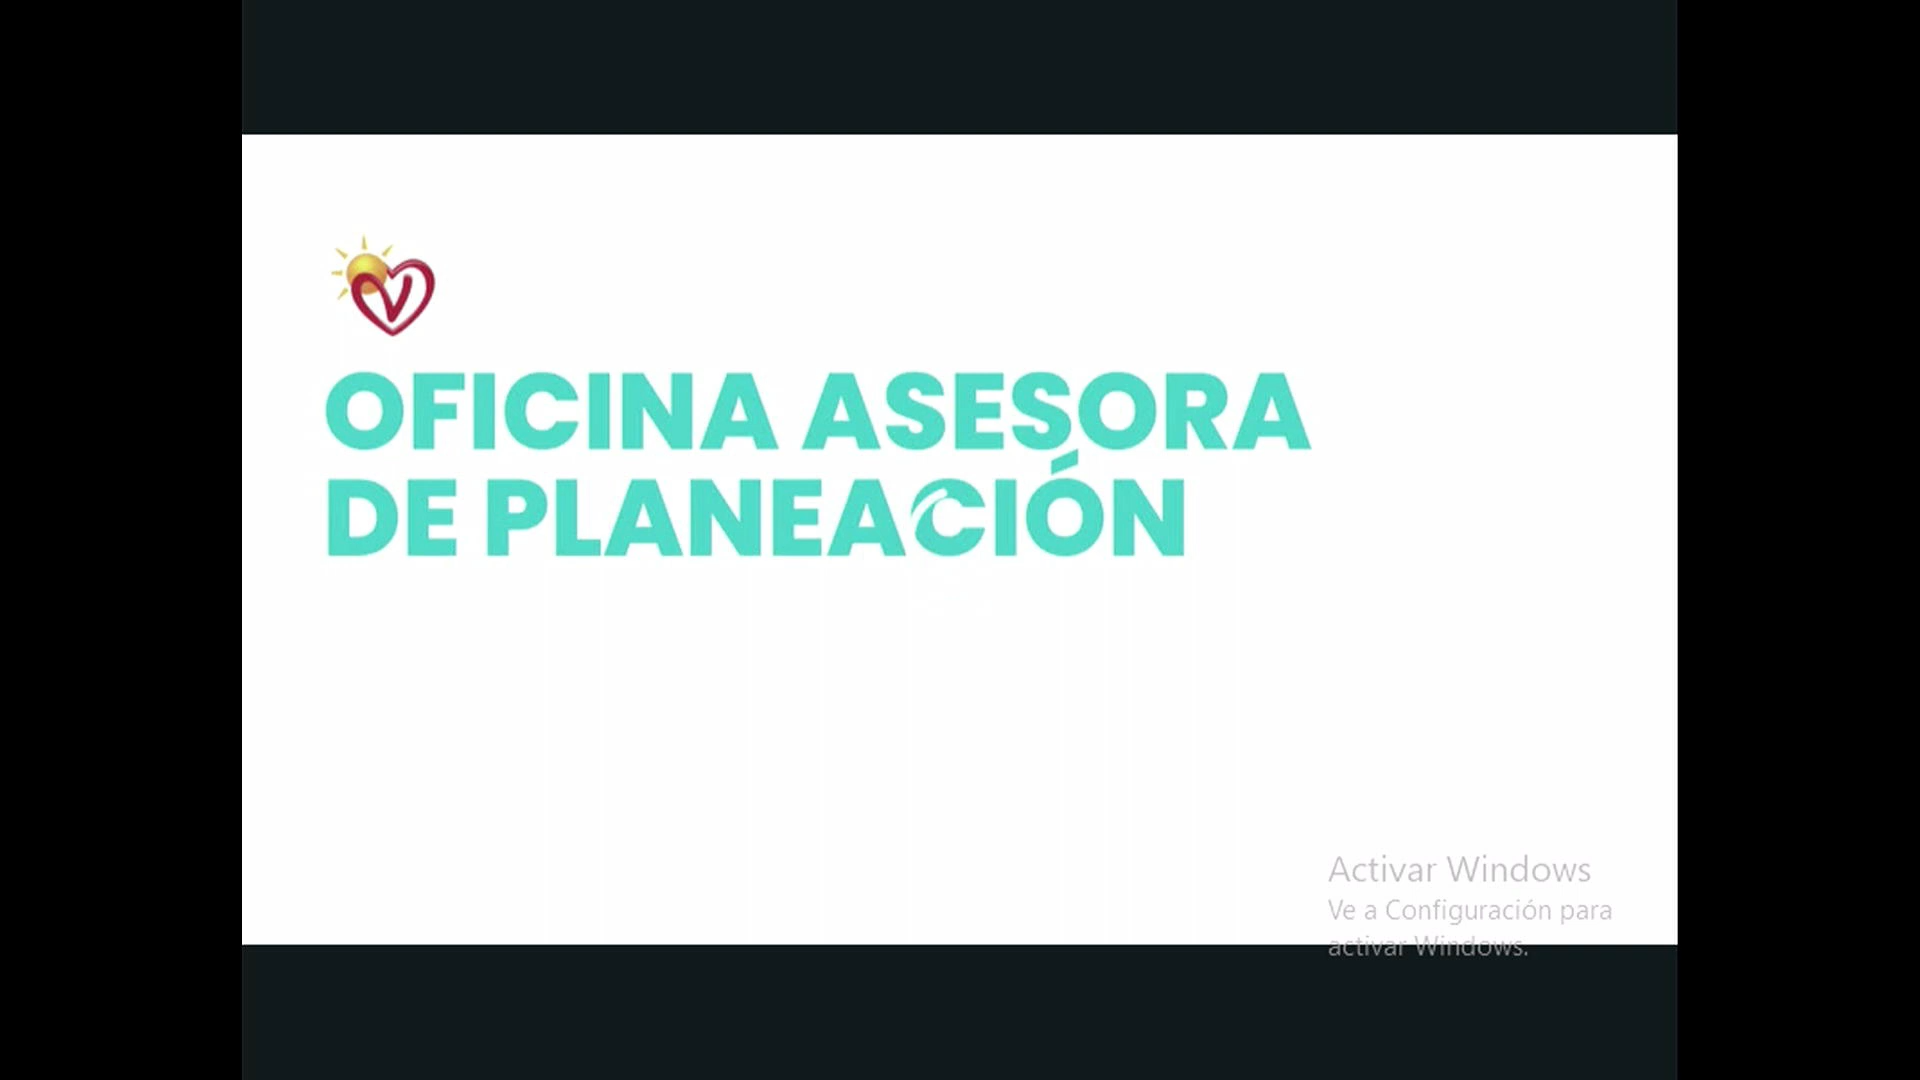 OFICINA ASESORA
DE PLANEACIÓN
Activar Windows
Ve a Configuración para
activar Windows.